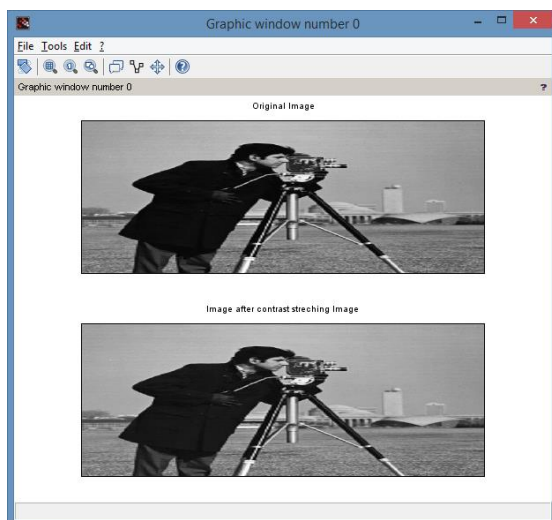 Graphic window number 0
File Tools Edit ?
Graphic window number 0 ?
Original Image
Image after contrast streching Image